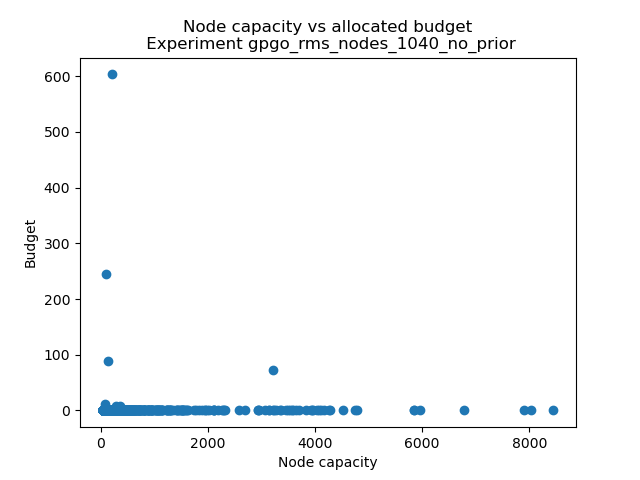 Node capacity vs allocated budget
Experiment gpgo_rms_nodes_1040_no_prior
600
500
400
300
200
100
0
Budget
0 2000 4000 6000 8000
Node capacity